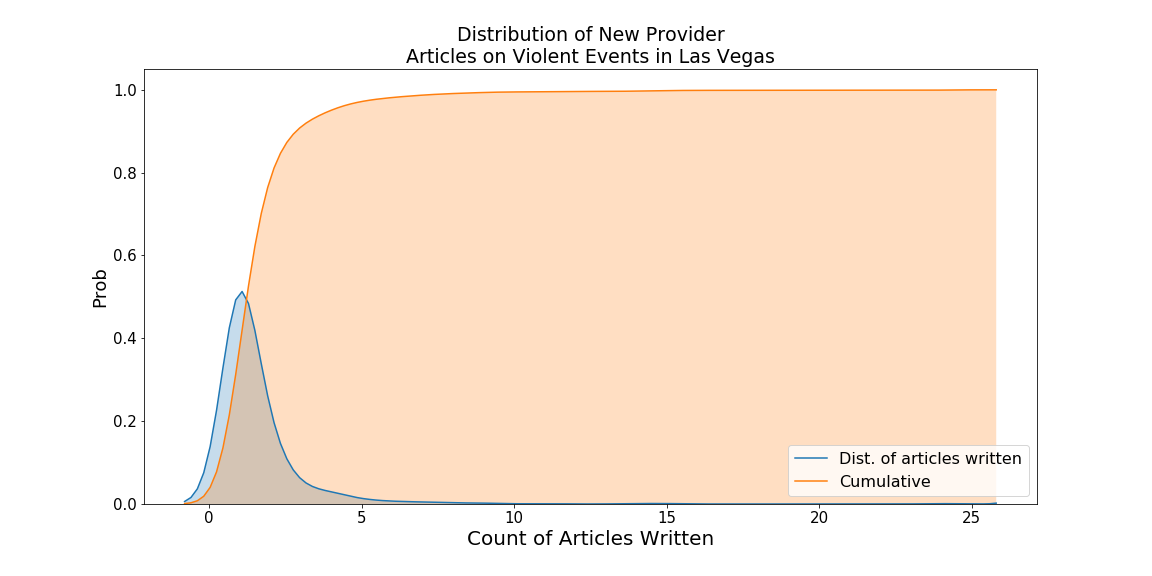 Distribution of New Provider
Articles on Violent Events in Las Vegas
1.0
0.8
0.6
0.4
0.2
0.0
Prob
0
5
10
15
20
25
Count of Articles Written
Dist. of articles written
Cumulative